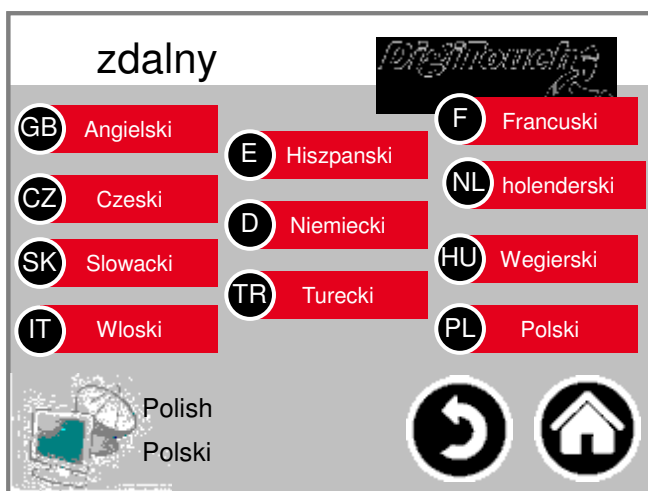 zdalny
DigiTouch
GB Angielski
CZ Czeski
SK Slowacki
IT Wloski
E Hiszpanski
D Niemiecki
TR Turecki
F Francuski
NL holenderski
HU Wegierski
PL Polski
Polish
Polski